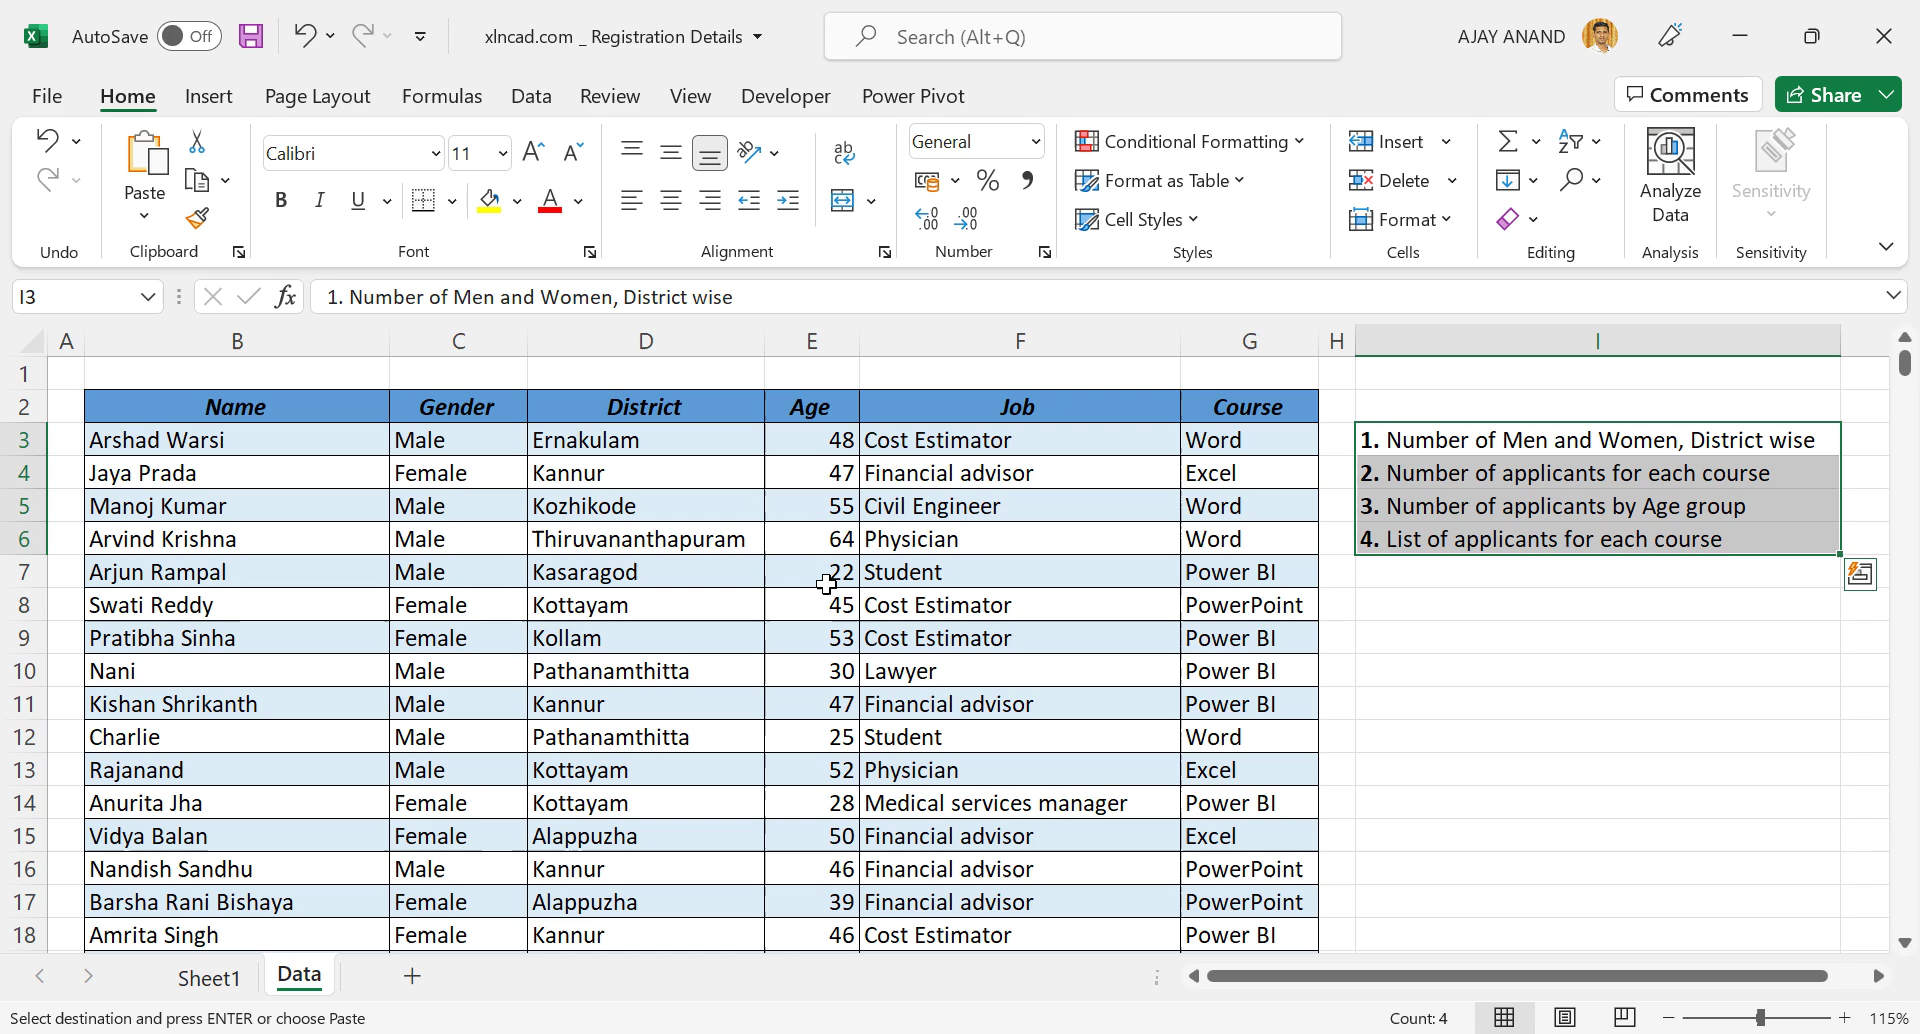 AutoSave Off xlncad.com _ Registration Details Search (Alt+Q) AJAY ANAND
File Home Insert Page Layout Formulas Data Review View Developer Power Pivot Comments Share
Calibri 11 General Conditional Formatting Insert
Paste Format as Table Delete Analyze Data Sensitivity
B I U Cell Styles Format
Undo Clipboard Font Alignment Number Styles Cells Editing Analysis Sensitivity
I3 fx 1. Number of Men and Women, District wise
A B C D E F G H I
1
2 Name Gender District Age Job Course
3 Arshad Warsi Male Ernakulam 48 Cost Estimator Word 1. Number of Men and Women, District wise
4 Jaya Prada Female Kannur 47 Financial advisor Excel 2. Number of applicants for each course
5 Manoj Kumar Male Kozhikode 55 Civil Engineer Word 3. Number of applicants by Age group
6 Arvind Krishna Male Thiruvananthapuram 64 Physician Word 4. List of applicants for each course
7 Arjun Rampal Male Kasaragod 22 Student Power BI
8 Swati Reddy Female Kottayam 45 Cost Estimator PowerPoint
9 Pratibha Sinha Female Kollam 53 Cost Estimator Power BI
10 Nani Male Pathanamthitta 30 Lawyer Power BI
11 Kishan Shrikanth Male Kannur 47 Financial advisor Power BI
12 Charlie Male Pathanamthitta 25 Student Word
13 Rajanand Male Kottayam 52 Physician Excel
14 Anurita Jha Female Kottayam 28 Medical services manager Power BI
15 Vidya Balan Female Alappuzha 50 Financial advisor Excel
16 Nandish Sandhu Male Kannur 46 Financial advisor PowerPoint
17 Barsha Rani Bishaya Female Alappuzha 39 Financial advisor PowerPoint
18 Amrita Singh Female Kannur 46 Cost Estimator Power BI
Sheet1 Data
Select destination and press ENTER or choose Paste Count: 4 115%